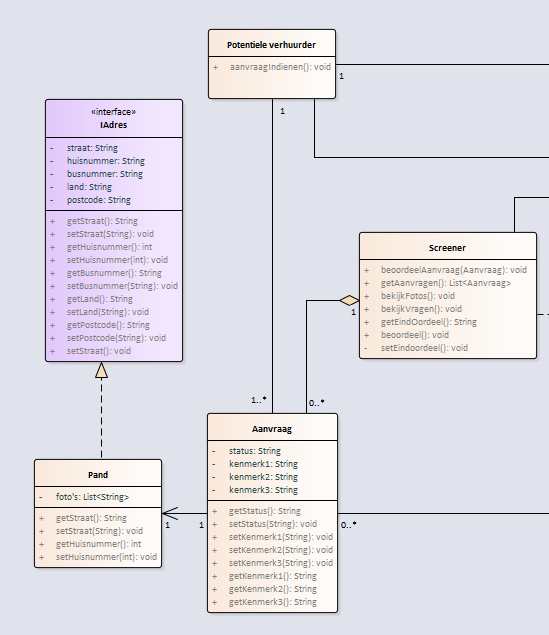 Potentiele verhuurder
+ aanvraagIndienen(): void
1
1
«interface»
IAdres
- straat: String
- huisnummer: String
- busnummer: String
- land: String
- postcode: String
+ getStraat(): String
+ setStraat(String): void
+ getHuisnummer(): int
+ setHuisnummer(int): void
+ getBusnummer(): String
+ setBusnummer(String): void
+ getLand(): String
+ setLand(String): void
+ getPostcode(): String
+ setPostcode(String): void
+ setStraat(): void
Screener
+ beoordeelAanvraag(Aanvraag): void
+ getAanvragen(): List<Aanvraag>
+ bekijkFotos(): void
+ bekijkVragen(): void
+ getEindOordeel(): String
+ beoordeel(): void
- setEindoordeel(): void
1
1..*
0..*
Aanvraag
- status: String
- kenmerk1: String
- kenmerk2: String
- kenmerk3: String
+ getStatus(): String
+ setStatus(String): void
+ setKenmerk1(String): void
+ setKenmerk2(String): void
+ setKenmerk3(String): void
+ getKenmerk1(): String
+ getKenmerk2(): String
+ getKenmerk3(): String
Pand
- foto's: List<String>
+ getStraat(): String
+ setStraat(String): void
+ getHuisnummer(): int
+ setHuisnummer(int): void
1
1
0..*